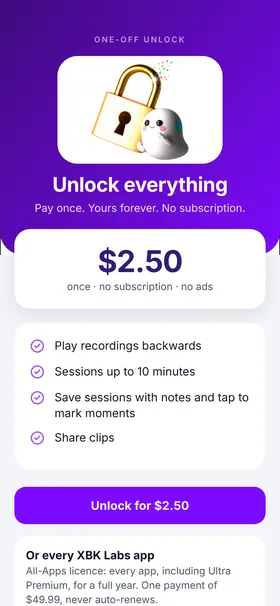 ONE-OFF UNLOCK
Unlock everything
Pay once. Yours forever. No subscription.
$2.50
once · no subscription · no ads
Play recordings backwards
Sessions up to 10 minutes
Save sessions with notes and tap to
mark moments
Share clips
Unlock for $2.50
Or every XBK Labs app
All-Apps licence: every app, including Ultra
Premium, for a full year. One payment of
$49.99, never auto-renews.